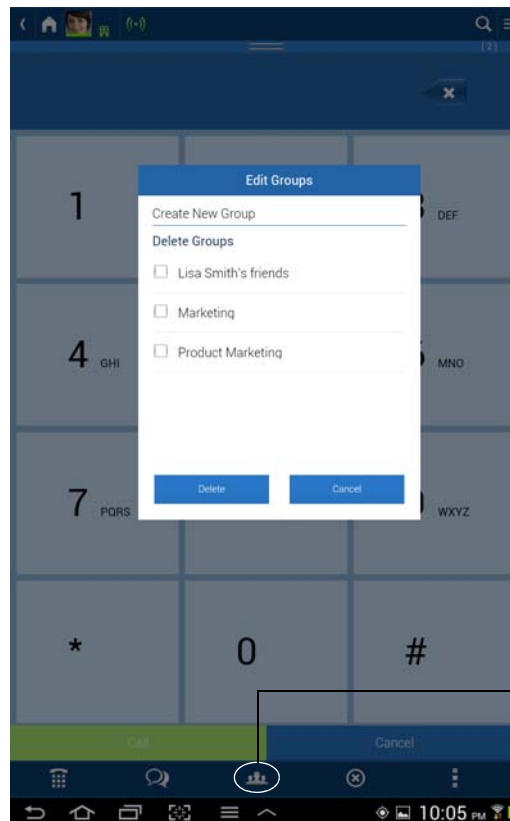 (2)
Edit Groups
1
Create New Group
DEF
Delete Groups
Lisa Smith's friends
Marketing
4 GHI
Product Marketing
MNO
Delete
Cancel
7 PQRS
WXYZ
*
0
#
Call
Cancel
10:05 PM